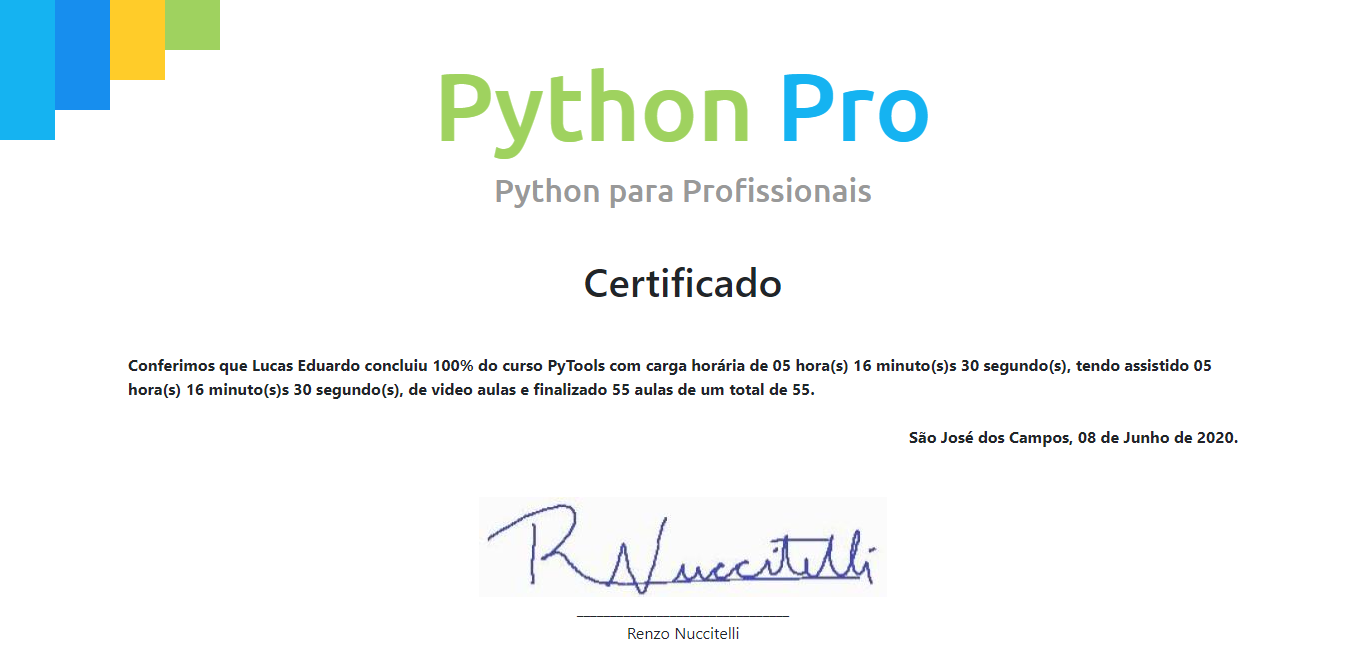 Python Pro
Python para Profissionais
Certificado
Conferimos que Lucas Eduardo concluiu 100% do curso PyTools com carga horária de 05 hora(s) 16 minuto(s)s 30 segundo(s), tendo assistido 05
hora(s) 16 minuto(s)s 30 segundo(s), de video aulas e finalizado 55 aulas de um total de 55.
São José dos Campos, 08 de Junho de 2020.
R Nuccitelli
Renzo Nuccitelli